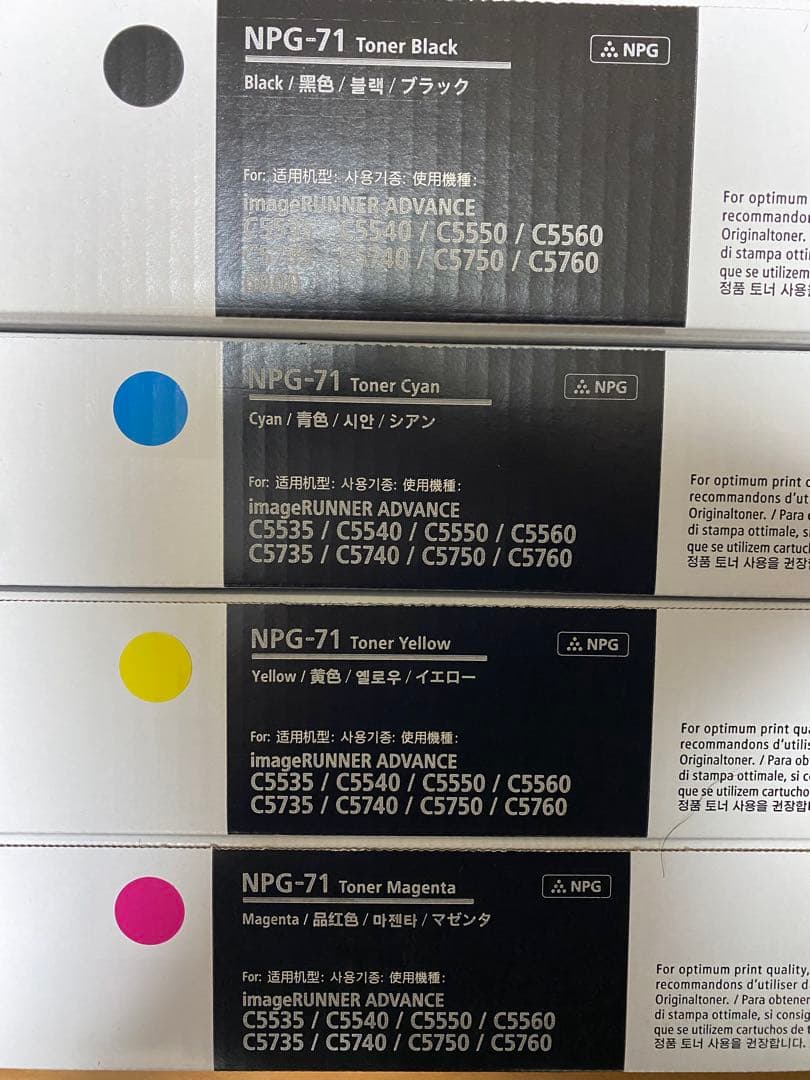 NPG-71 Toner Black
NPG
Black / 黑色 / 블랙 / ブラック
For: 适用机型: 사용기종: 使用機種:
imageRUNNER ADVANCE
C5535 / C5540 / C5550 / C5560
C5740 / C5750 / C5760
For optimum
Originaltoner.
di stampa otti
que se utilizem
정품 토너 사용
NPG-71 Toner Cyan
NPG
Cyan / 青色 / 시안 / シアン
For: 适用机型: 사용기종: 使用機種:
imageRUNNER ADVANCE
C5535 / C5540 / C5550 / C5560
C5735 / C5740 / C5750 / C5760
For optimum print
recommandons d'ut
Originaltoner. / Para
di stampa ottimale, s
que se utilizem cartuc
정품 토너 사용을 권장
NPG-71 Toner Yellow
NPG
Yellow / 黄色 / 옐로우 / イエロー
For: 适用机型: 사용기종: 使用機種:
imageRUNNER ADVANCE
C5535 / C5540 / C5550 / C5560
C5735 / C5740 / C5750 / C5760
For optimum print qu
recommandons d'utilis
Originaltoner. / Para ob
di stampa ottimale, si c
que se utilizem cartucho
정품 토너 사용을 권장합
NPG-71 Toner Magenta
NPG
Magenta / 品红色 / 마젠타 / マゼンタ
For: 适用机型: 사용기종: 使用機種:
imageRUNNER ADVANCE
C5535 / C5540 / C5550 / C5560
C5735 / C5740 / C5750 / C5760
For optimum print quality,
recommandons d'utiliser d
Originaltoner. / Para obtener
di stampa ottimale, si consig
que se utilizem cartuchos de t
정품 토너 사용을 권장합니다.